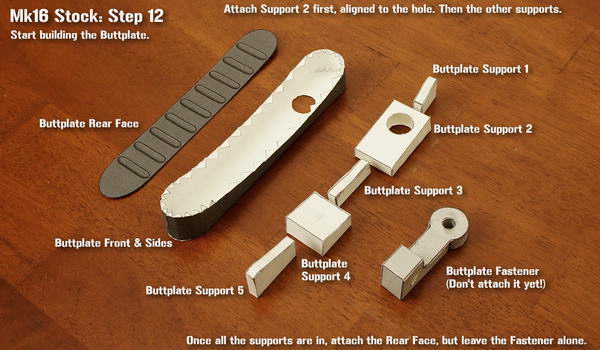 Mk16 Stock: Step 12
Attach Support 2 first, aligned to the hole. Then the other supports.
Start building the Buttplate.
Buttplate Support 1
Buttplate Rear Face
Buttplate Support 2
Buttplate Support 3
Buttplate Front & Sides
Buttplate
Support 4
Buttplate Fastener
(Don't attach it yet!)
Buttplate Support 5
Once all the supports are in, attach the Rear Face, but leave the Fastener alone.